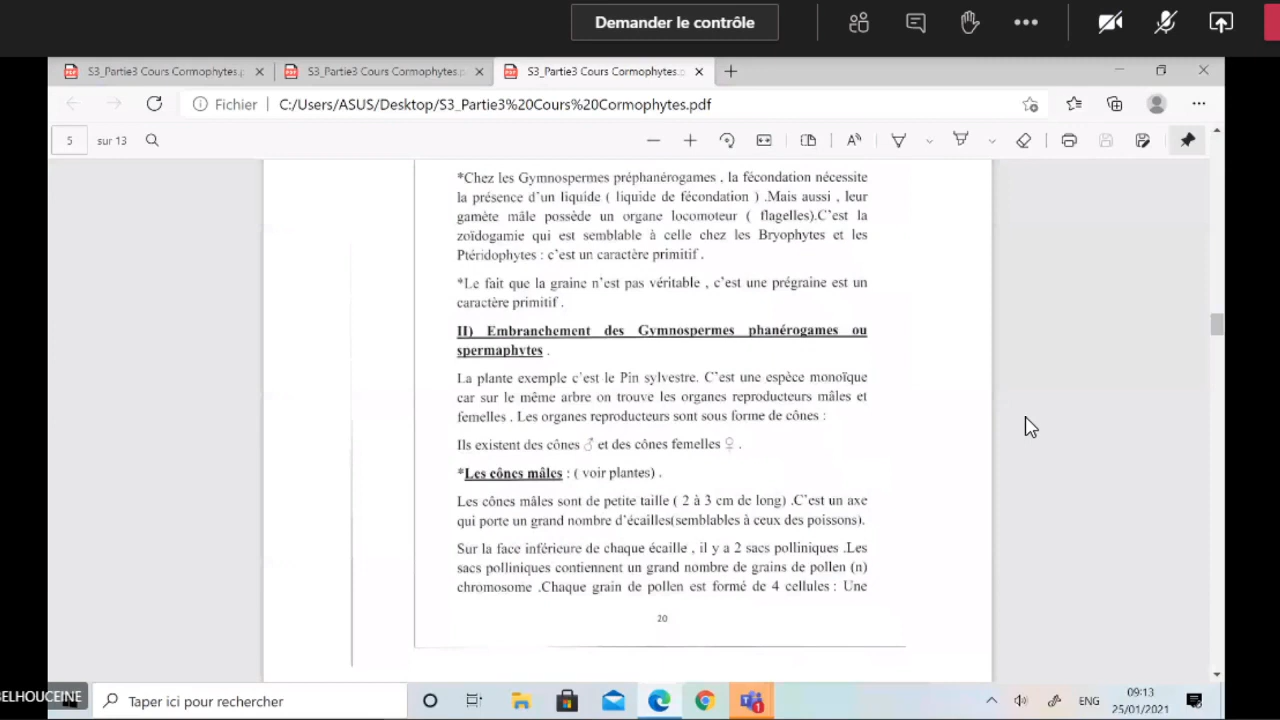 Demander le contrôle
S3_Partie3 Cours Cormophytes.p
S3_Partie3 Cours Cormophytes.p
S3_Partie3 Cours Cormophytes.
Fichier
C:/Users/ASUS/Desktop/S3_Partie3%20Cours%20Cormophytes.pdf
5 sur 13
*Chez les Gymnospermes préphanérogames , la fécondation nécessite
la présence d'un liquide ( liquide de fécondation ) .Mais aussi , leur
gamète mâle possède un organe locomoteur ( flagelles).C'est la
zoïdogamie qui est semblable à celle chez les Bryophytes et les
Ptéridophytes : c'est un caractère primitif .
*Le fait que la graine n'est pas véritable , c'est une prégraine est un
caractère primitif .
II) Embranchement des Gymnospermes phanérogames ou
spermaphytes .
La plante exemple c'est le Pin sylvestre. C'est une espèce monoïque
car sur le même arbre on trouve les organes reproducteurs mâles et
femelles . Les organes reproducteurs sont sous forme de cônes :
Ils existent des cônes ♂ et des cônes femelles ♀ .
*Les cônes mâles : ( voir plantes) .
Les cônes mâles sont de petite taille ( 2 à 3 cm de long) .C'est un axe
qui porte un grand nombre d'écailles(semblables à ceux des poissons).
Sur la face inférieure de chaque écaille , il y a 2 sacs polliniques .Les
sacs polliniques contiennent un grand nombre de grains de pollen (n)
chromosome .Chaque grain de pollen est formé de 4 cellules : Une
20
BELHOUCEINE
Taper ici pour rechercher
ENG
09:13
25/01/2021